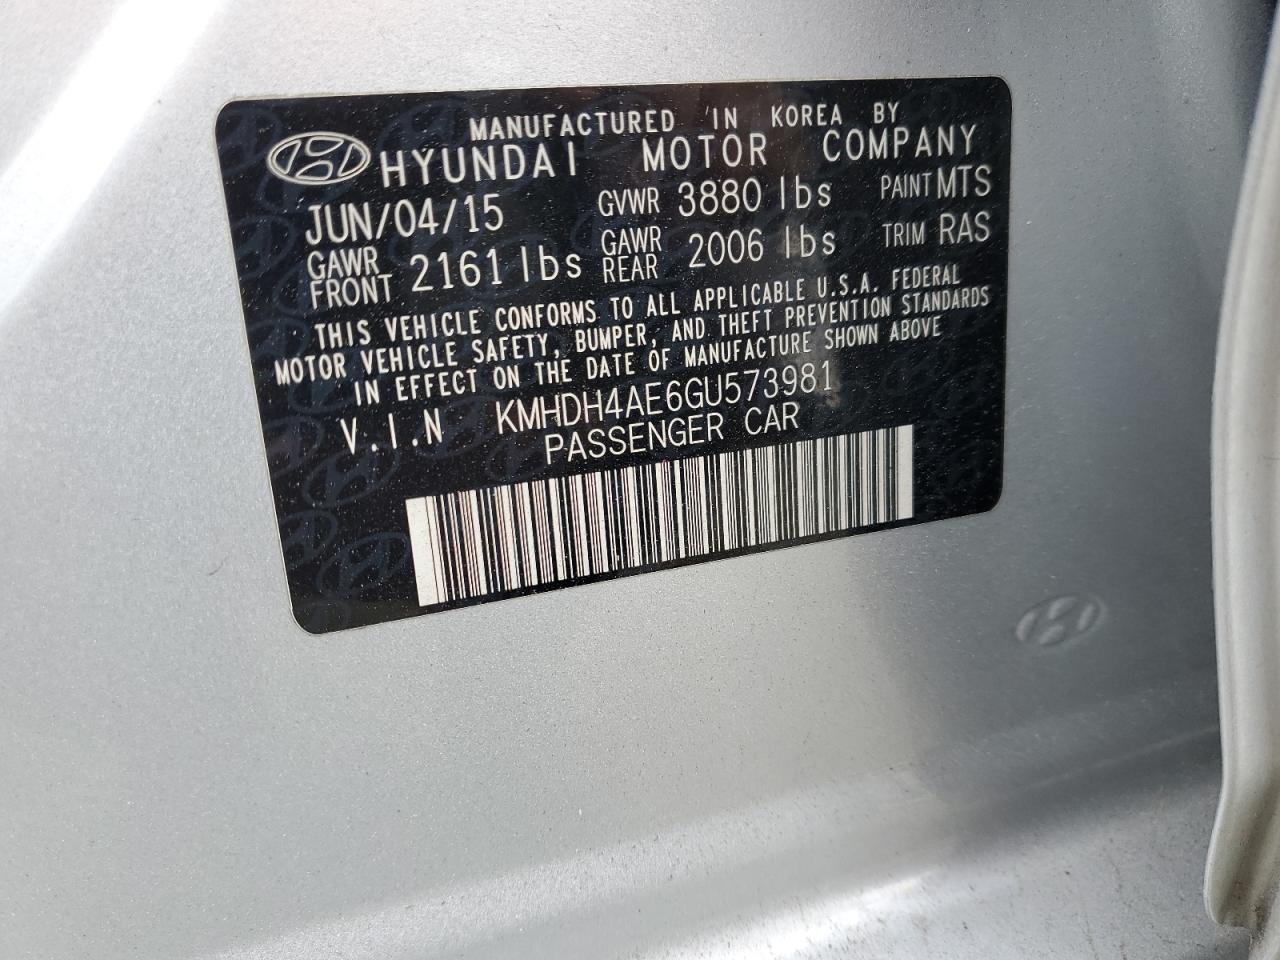 MANUFACTURED IN KOREA BY
HYUNDAI MOTOR COMPANY
JUN/04/15 GVWR 3880 lbs PAINT MTS
GAWR FRONT 2161 lbs GAWR REAR 2006 lbs TRIM RAS
THIS VEHICLE CONFORMS TO ALL APPLICABLE U.S.A. FEDERAL
MOTOR VEHICLE SAFETY, BUMPER, AND THEFT PREVENTION STANDARDS
IN EFFECT ON THE DATE OF MANUFACTURE SHOWN ABOVE
V.I.N KMHDH4AE6GU573981
PASSENGER CAR